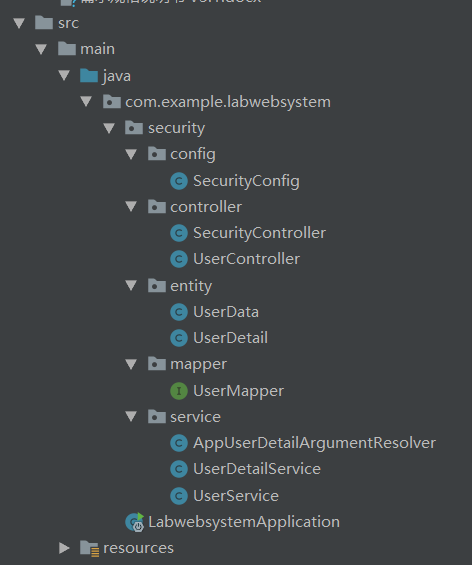 src
main
java
com.example.labwebsystem
security
config
SecurityConfig
controller
SecurityController
UserController
entity
UserData
UserDetail
mapper
UserMapper
service
AppUserDetailArgumentResolver
UserDetailService
UserService
LabwebsystemApplication
resources